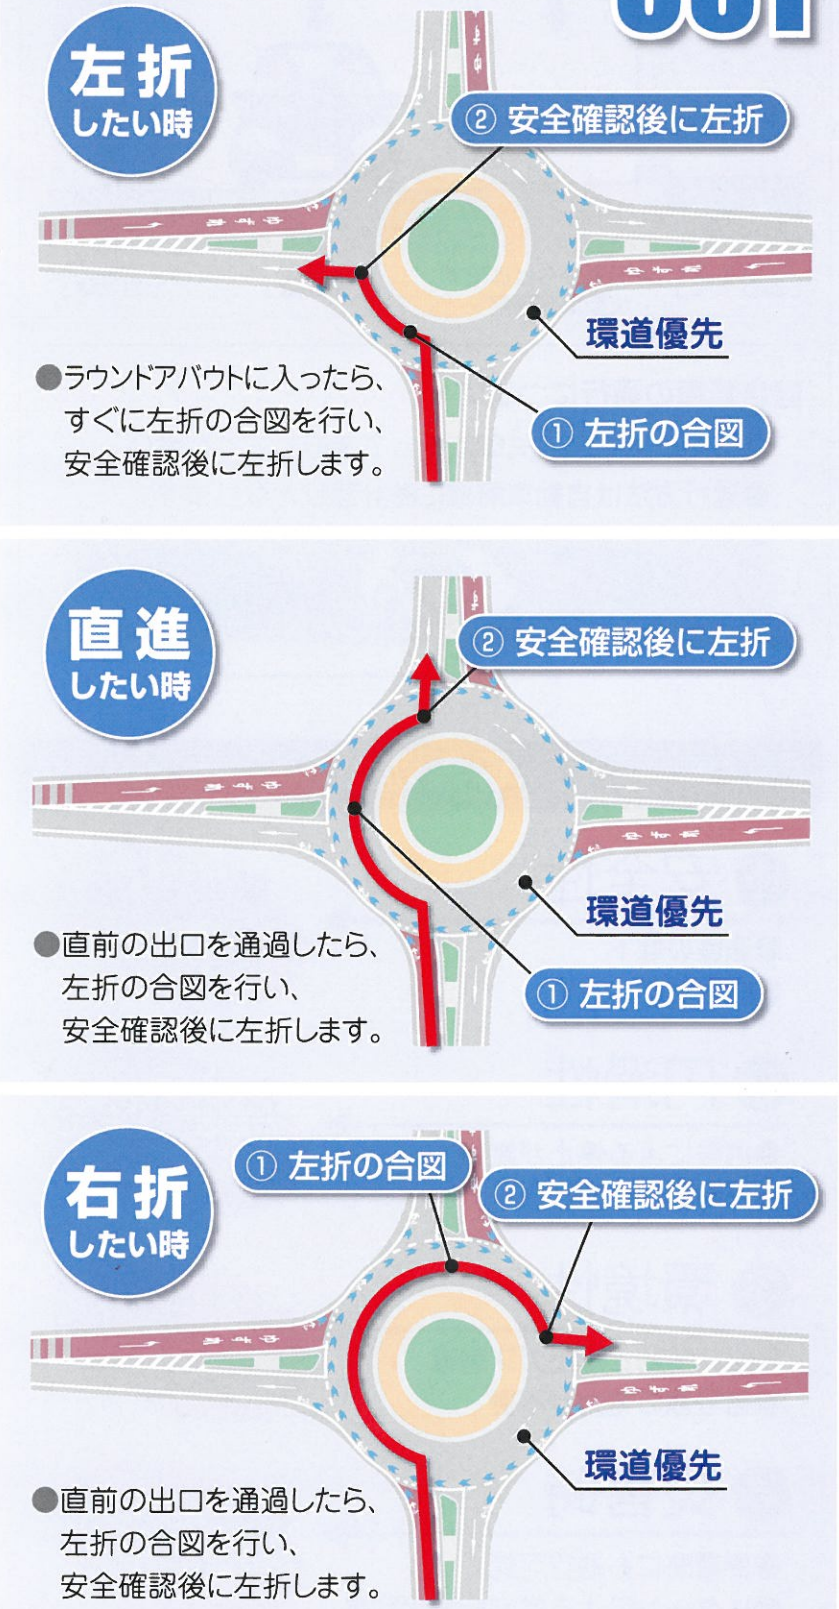 左折
したい時
② 安全確認後に左折
環道優先
① 左折の合図
●ラウンドアバウトに入ったら、
すぐに左折の合図を行い、
安全確認後に左折します。
直進
したい時
② 安全確認後に左折
環道優先
① 左折の合図
●直前の出口を通過したら、
左折の合図を行い、
安全確認後に左折します。
右折
したい時
① 左折の合図
② 安全確認後に左折
環道優先
●直前の出口を通過したら、
左折の合図を行い、
安全確認後に左折します。